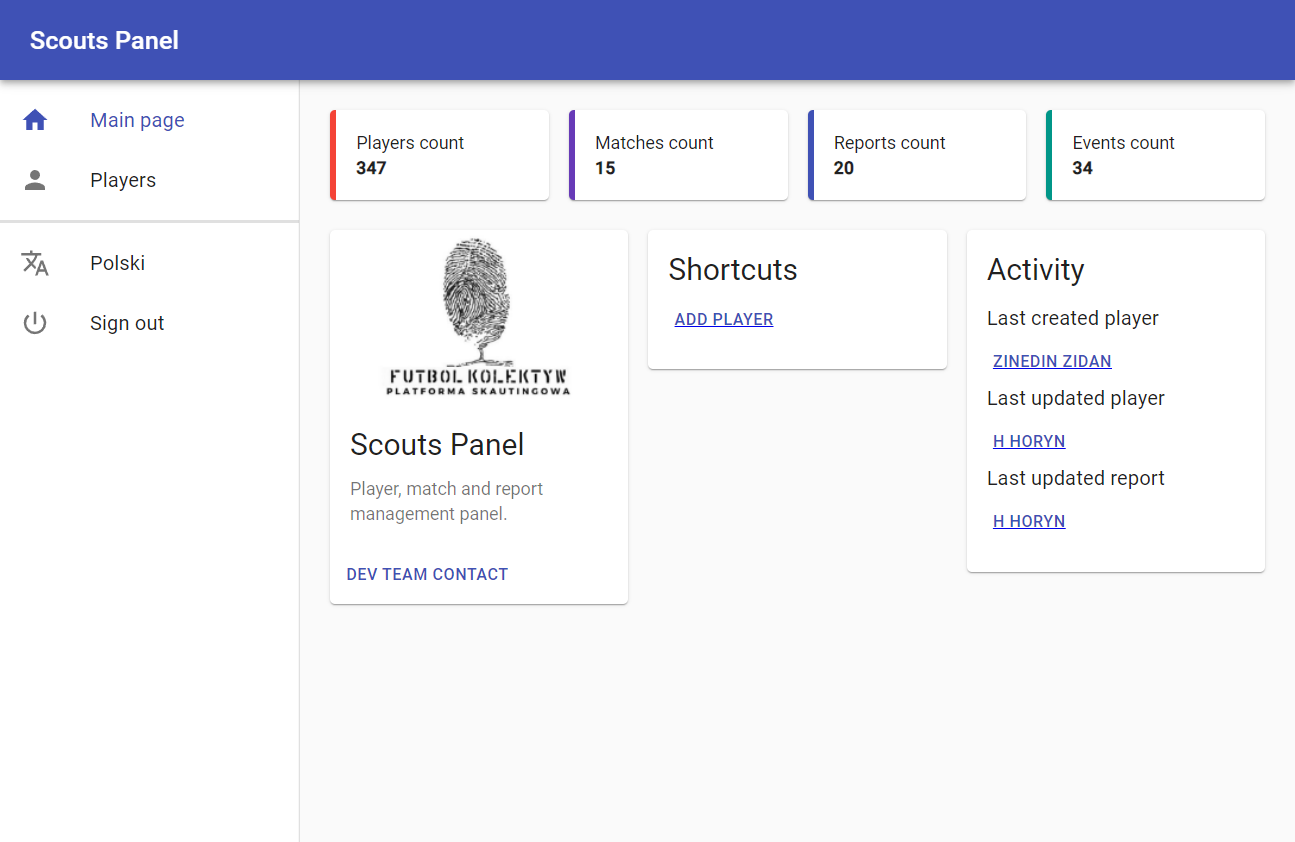 Scouts Panel
Main page
Players
Polski
Sign out
Players count
347
Matches count
15
Reports count
20
Events count
34
FUTBOL KOLEKTYW
PLATFORMA SKAUTINGOWA
Scouts Panel
Player, match and report
management panel.
DEV TEAM CONTACT
Shortcuts
ADD PLAYER
Activity
Last created player
ZINEDIN ZIDAN
Last updated player
H HORYN
Last updated report
H HORYN